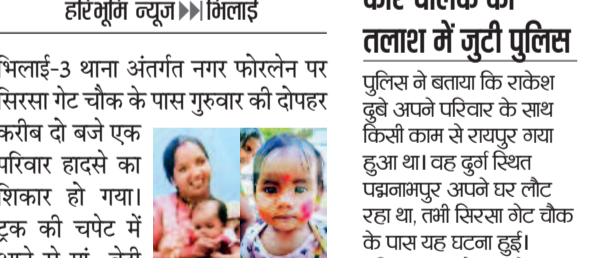 हरिभूमि न्यूज भिलाई
भिलाई-3 थाना अंतर्गत नगर फोरलेन पर
सिरसा गेट चौक के पास गुरुवार की दोपहर
करीब दो बजे एक
परिवार हादसे का
शिकार हो गया।
ट्रक की चपेट में
तलाश में जुटी पुलिस
पुलिस ने बताया कि राकेश
दुबे अपने परिवार के साथ
किसी काम से रायपुर गया
हुआ था। वह दुर्ग स्थित
पद्मनाभपुर अपने घर लौट
रहा था, तभी सिरसा गेट चौक
के पास यह घटना हुई।